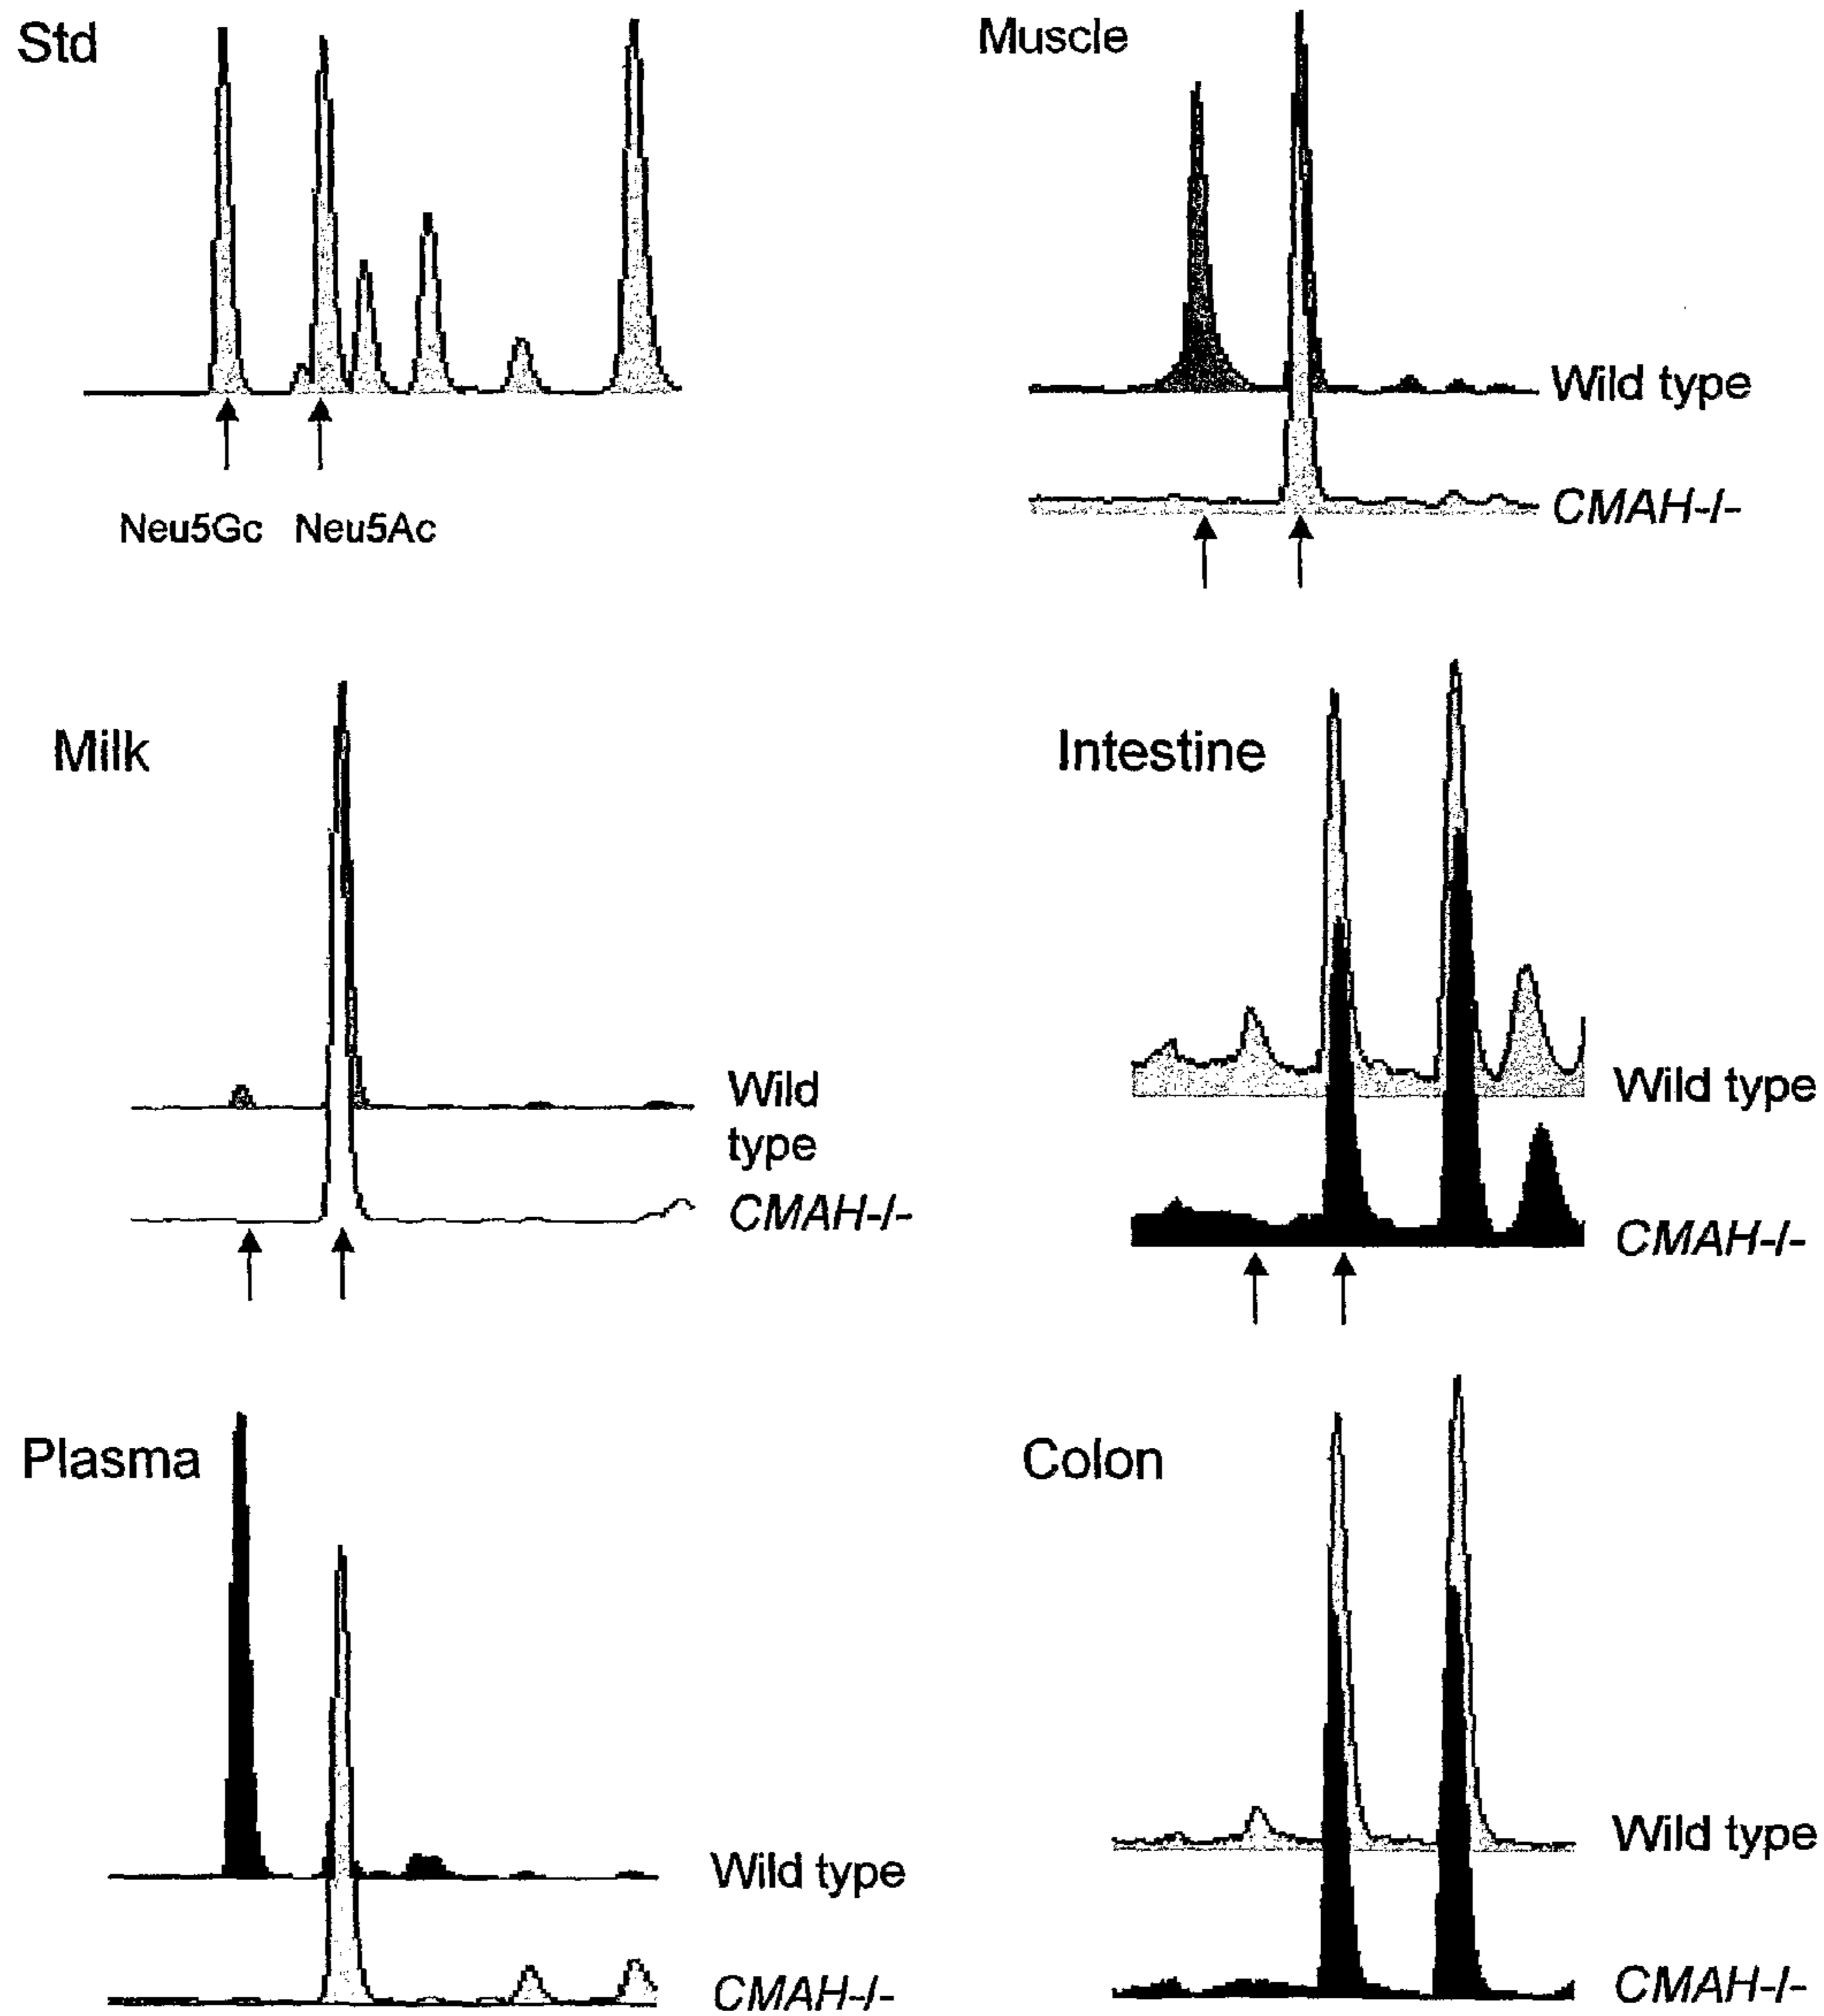 Std
Neu5Gc Neu5Ac
Muscle
Wild type
CMAH-/-
Milk
Wild
type
CMAH-/-
Intestine
Wild type
CMAH-/-
Plasma
Wild type
CMAH-/-
Colon
Wild type
CMAH-/-